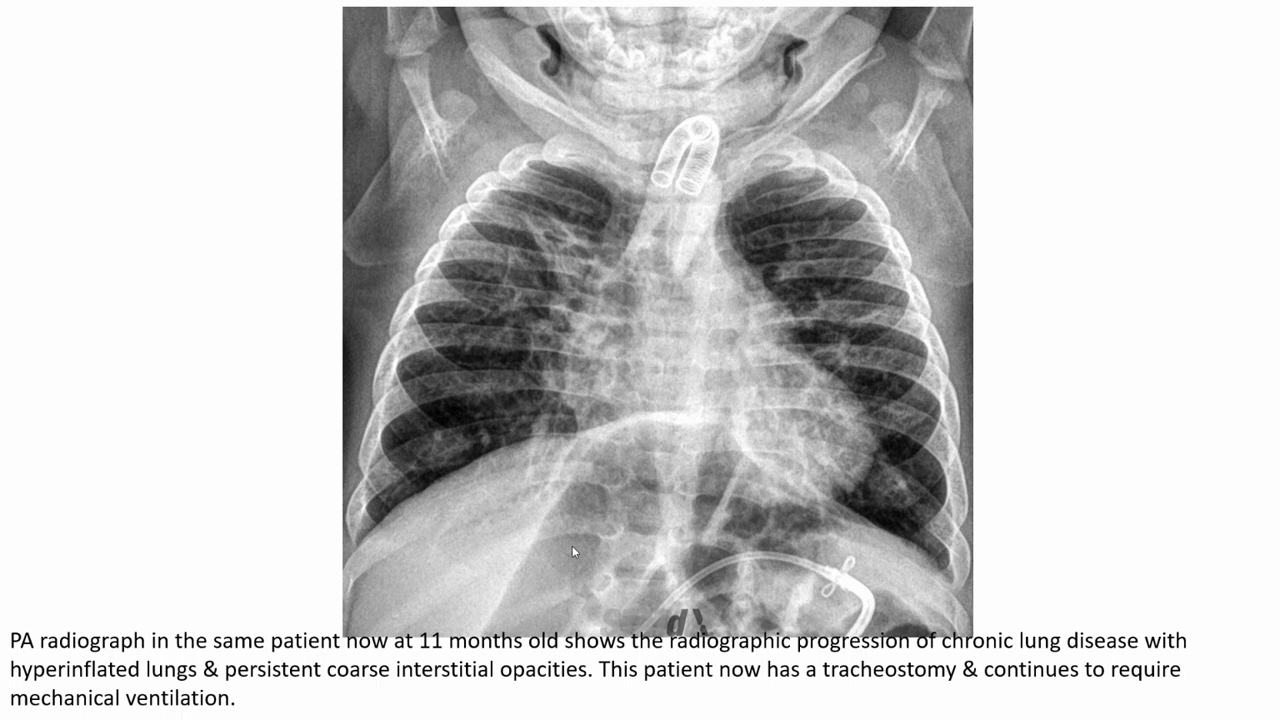 PA radiograph in the same patient now at 11 months old shows the radiographic progression of chronic lung disease with
hyperinflated lungs & persistent coarse interstitial opacities. This patient now has a tracheostomy & continues to require
mechanical ventilation.